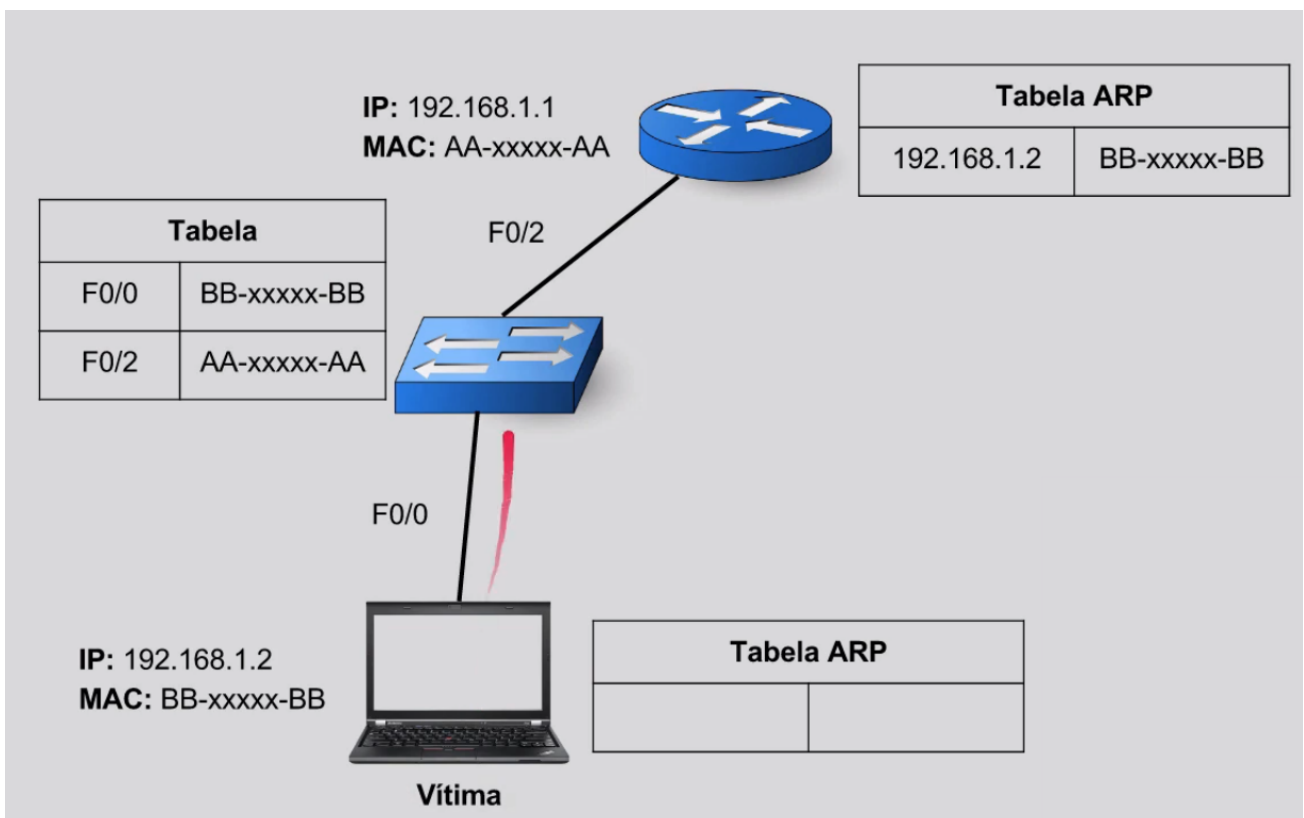 IP: 192.168.1.1
MAC: AA-xxxxx-AA
Tabela ARP
192.168.1.2 BB-xxxxx-BB
F0/2
Tabela
F0/0 BB-xxxxx-BB
F0/2 AA-xxxxx-AA
F0/0
IP: 192.168.1.2
MAC: BB-xxxxx-BB
Tabela ARP
Vítima